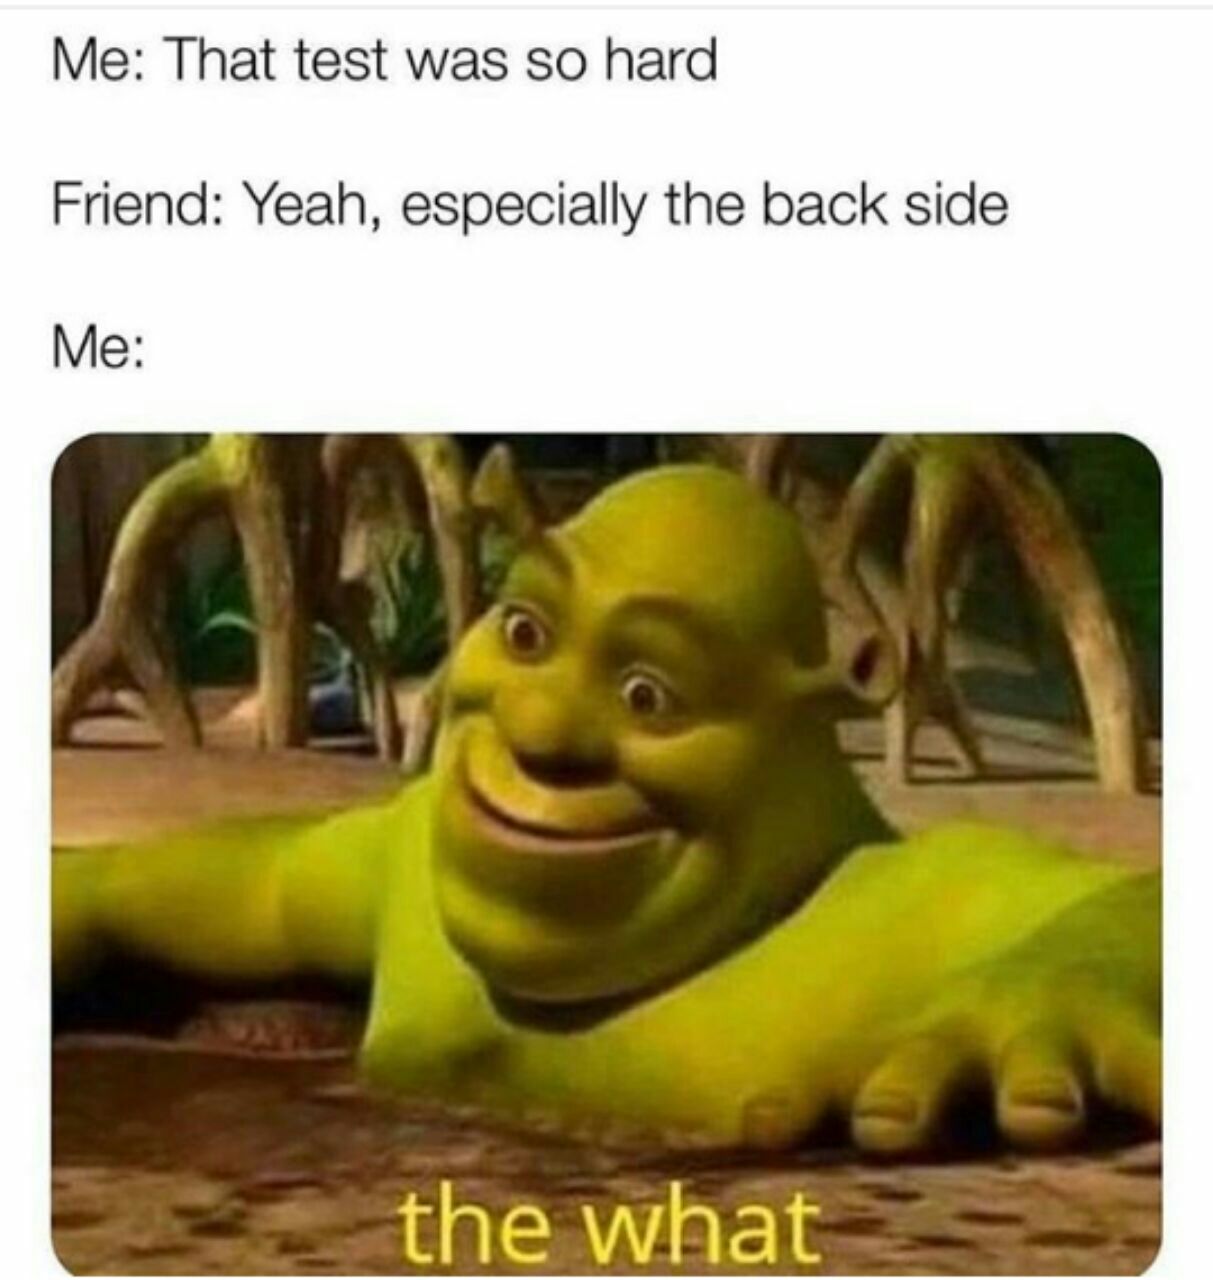 Me: That test was so hard
Friend: Yeah, especially the back side
Me:
the what